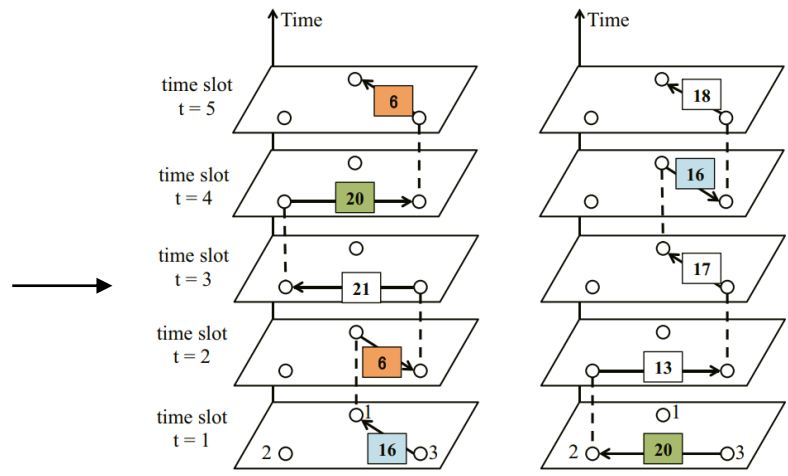 Time
Time
time slot
t = 5
6
18
time slot
t = 4
20
16
time slot
t = 3
21
17
time slot
t = 2
6
13
time slot
t = 1
1
2
16
3
1
2
20
3